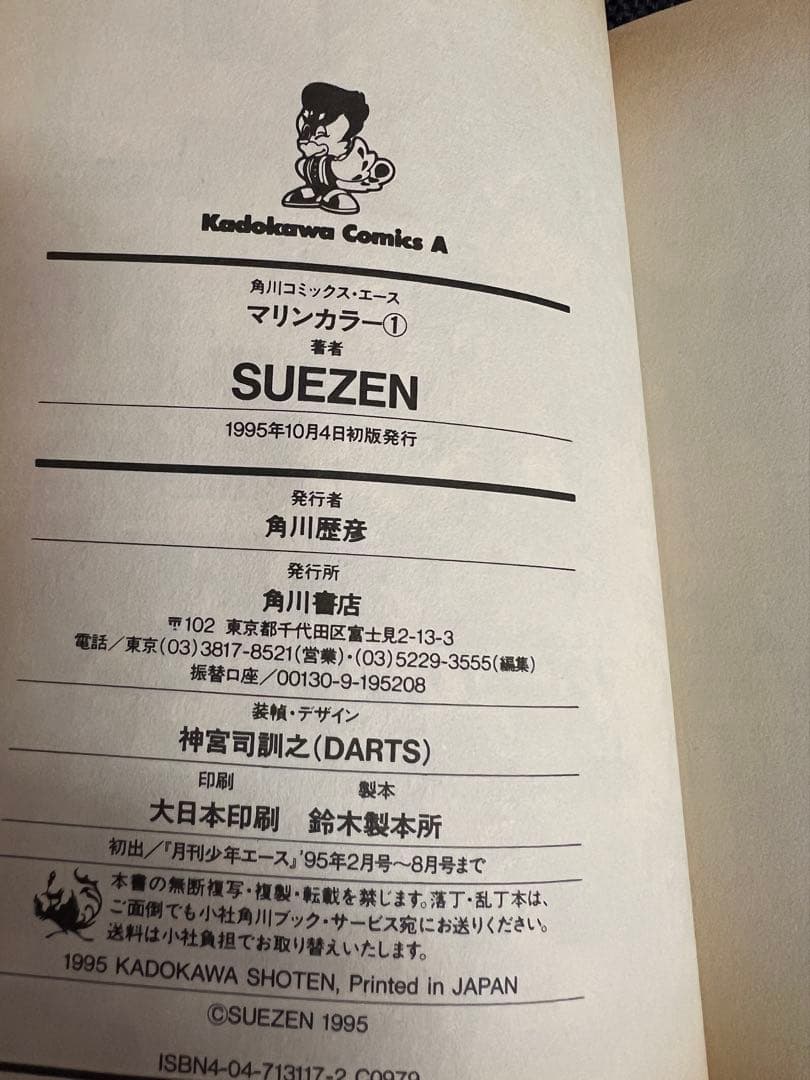 Kadokawa Comics A
角川コミックス・エース
マリンカラー①
著者
SUEZEN
1995年10月4日初版発行
発行者
角川歴彦
発行所
角川書店
〒102 東京都千代田区富士見2-13-3
電話／東京(03)3817-8521(営業)・(03)5229-3555(編集)
振替口座／00130-9-195208
装幀・デザイン
神宮司訓之(DARTS)
印刷 製本
大日本印刷 鈴木製本所
初出／『月刊少年エース』'95年2月号〜8月号まで
本書の無断複写・複製・転載を禁じます。落丁・乱丁本は、
ご面倒でも小社角川ブック・サービス宛にお送りください。
送料は小社負担でお取り替えいたします。
1995 KADOKAWA SHOTEN, Printed in JAPAN
©SUEZEN 1995
ISBN4-04-713117-2 C0979